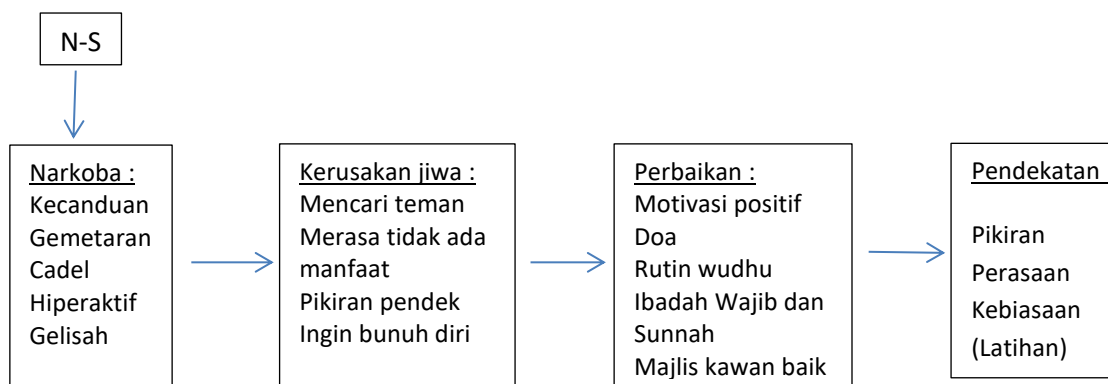 N-S
Narkoba :
Kecanduan
Gemetaran
Cadel
Hiperaktif
Gelisah
Kerusakan jiwa :
Mencari teman
Merasa tidak ada
manfaat
Pikiran pendek
Ingin bunuh diri
Perbaikan :
Motivasi positif
Doa
Rutin wudhu
Ibadah Wajib dan
Sunnah
Majlis kawan baik
Pendekatan
Pikiran
Perasaan
Kebiasaan
(Latihan)